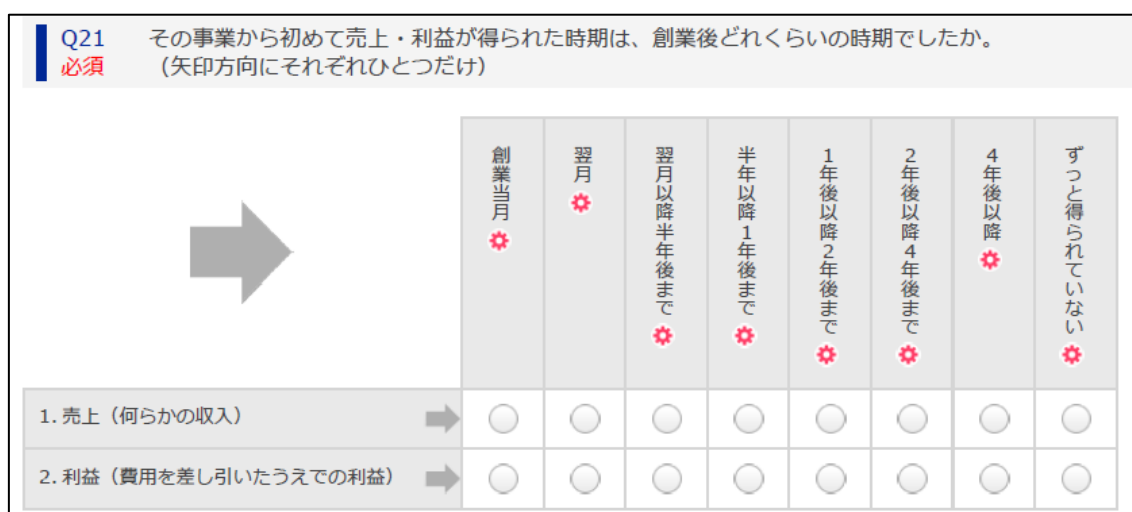 Q21 その事業から初めて売上・利益が得られた時期は、創業後どれくらいの時期でしたか。
必須 （矢印方向にそれぞれひとつだけ）
創業当月
翌月
翌月以降半年後まで
半年以降1年後まで
1年後以降2年後まで
2年後以降4年後まで
4年後以降
ずっと得られていない
1. 売上（何らかの収入）
2. 利益（費用を差し引いたうえでの利益）